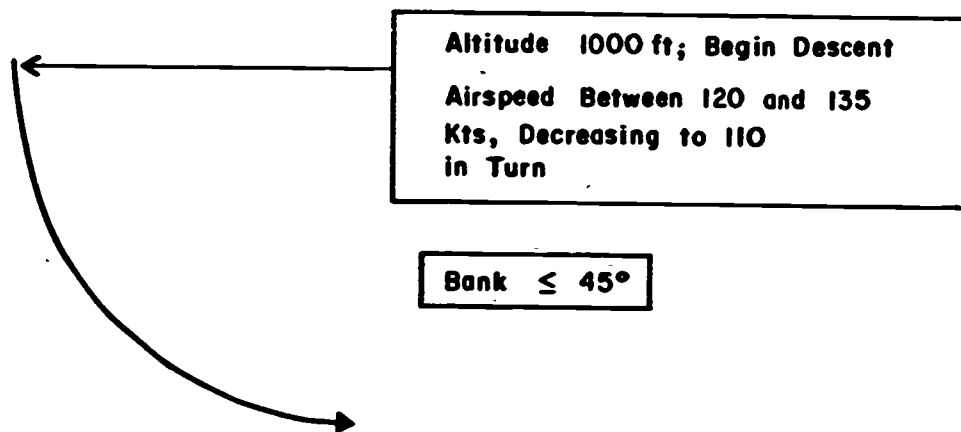 Altitude 1000 ft; Begin Descent
Airspeed Between 120 and 135
Kts, Decreasing to 110
in Turn
Bank ≤ 45°